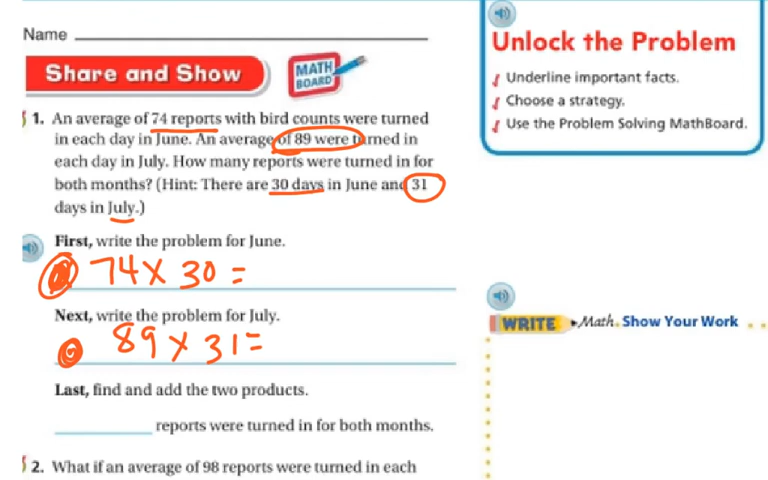 Name
Share and Show
MATH
BOARD
Unlock the Problem
Underline important facts.
Choose a strategy.
Use the Problem Solving MathBoard.
1. An average of 74 reports with bird counts were turned
in each day in June. An average of 89 were turned in
each day in July. How many reports were turned in for
both months? (Hint: There are 30 days in June and 31
days in July.)
First, write the problem for June.
74 x 30 =
Next, write the problem for July.
89 x 31=
WRITE Math. Show Your Work
Last, find and add the two products.
reports were turned in for both months.
2. What if an average of 98 reports were turned in each